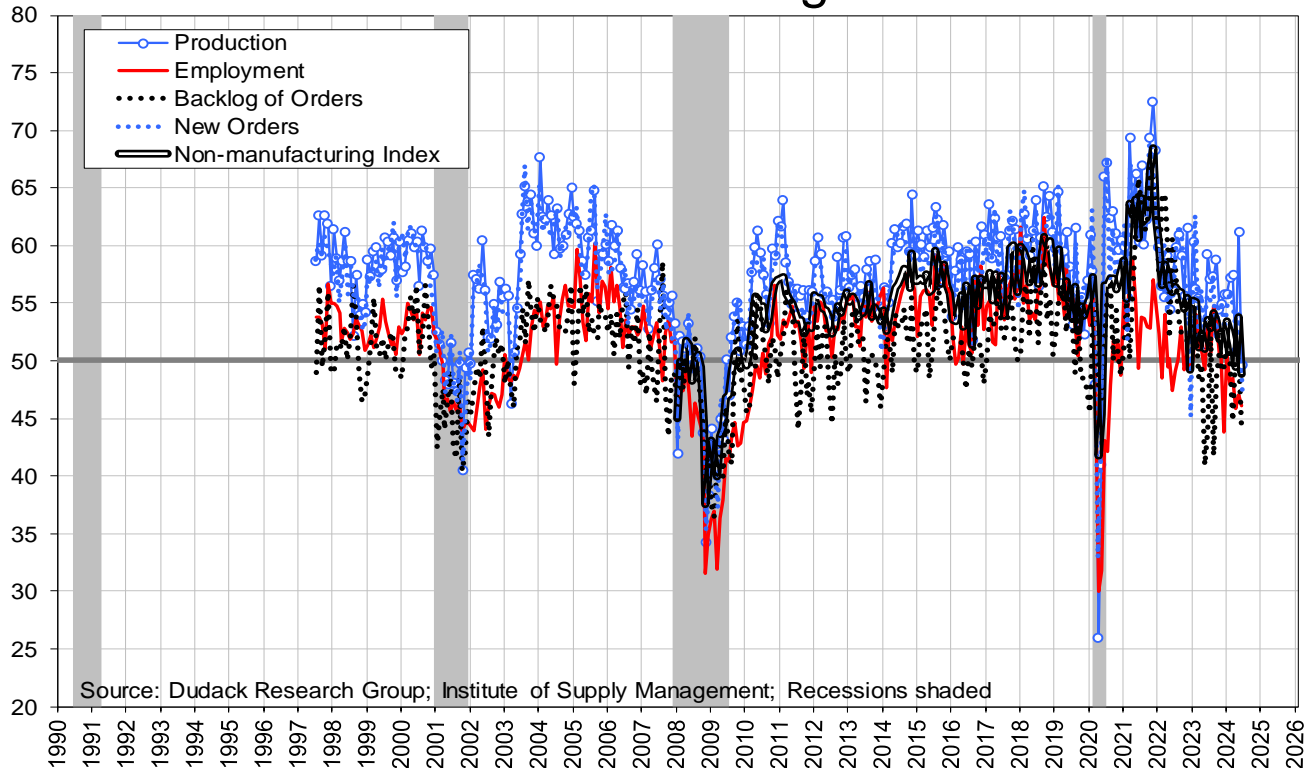 80
75
70
65
60
55
50
45
40
35
30
25
20
Production
Employment
Backlog of Orders
New Orders
Non-manufacturing Index
Source: Dudack Research Group; Institute of Supply Management; Recessions shaded
1990 1991 1992 1993 1994 1995 1996 1997 1998 1999 2000 2001 2002 2003 2004 2005 2006 2007 2008 2009 2010 2011 2012 2013 2014 2015 2016 2017 2018 2019 2020 2021 2022 2023 2024 2025 2026